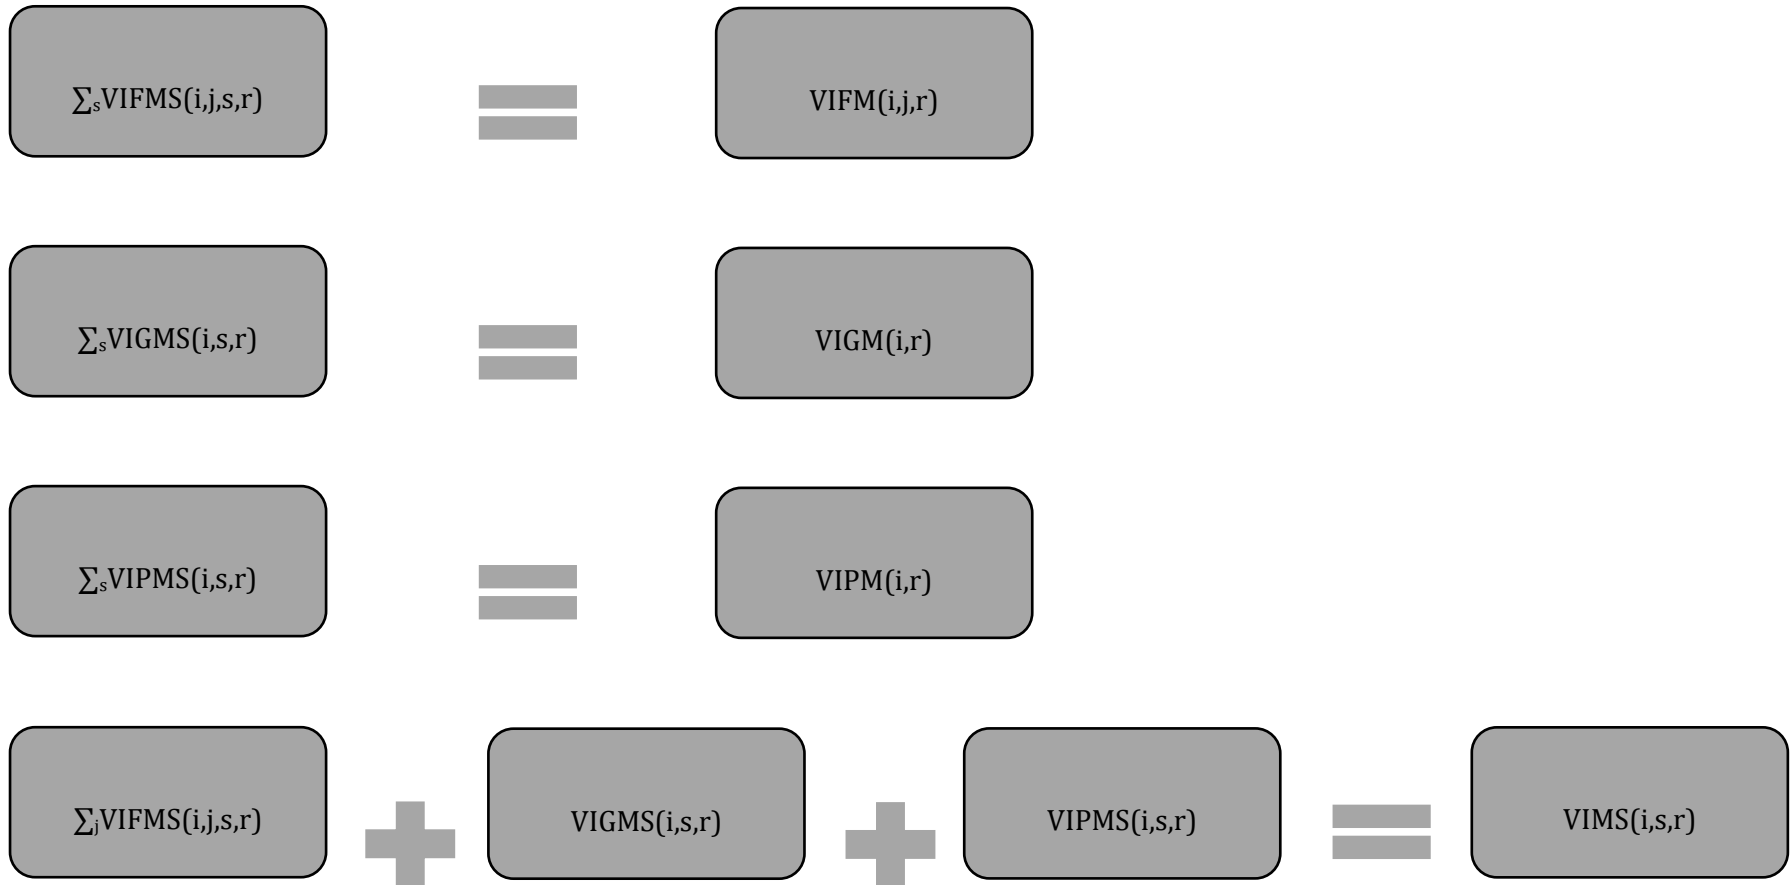 ∑ₛVIFMS(i,j,s,r) = VIFM(i,j,r)
∑ₛVIGMS(i,s,r) = VIGM(i,r)
∑ₛVIPMS(i,s,r) = VIPM(i,r)
∑ⱼVIFMS(i,j,s,r) + VIGMS(i,s,r) + VIPMS(i,s,r) = VIMS(i,s,r)